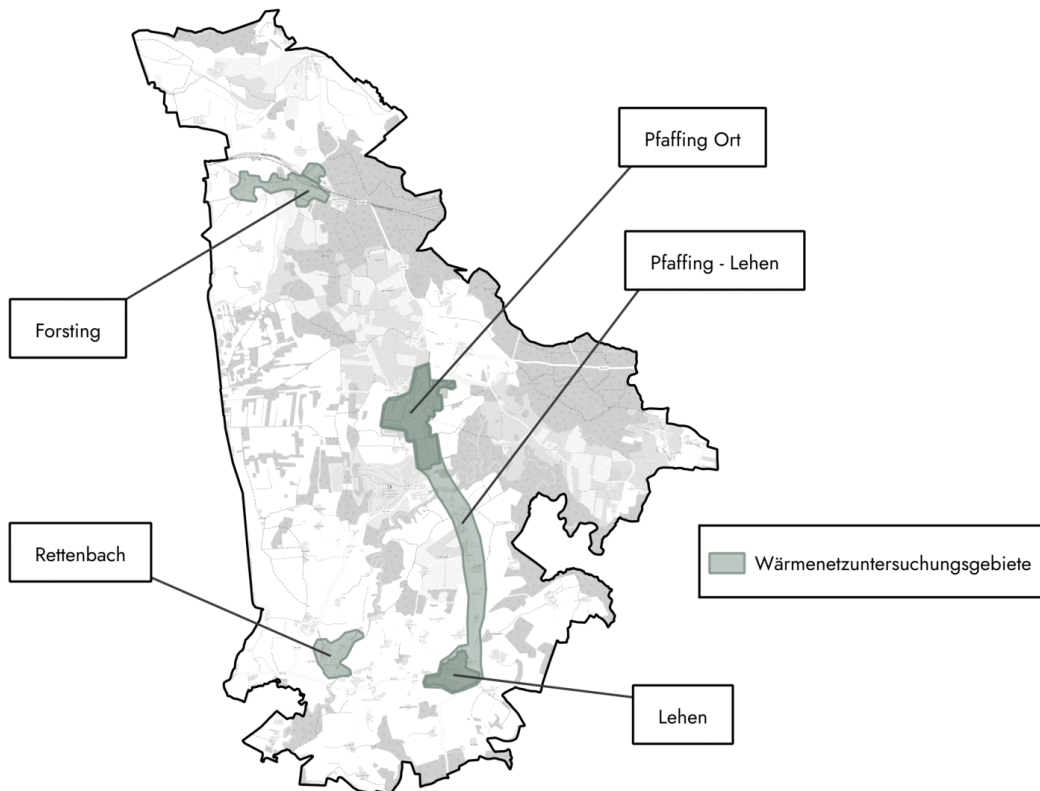 Pfaffing Ort
Pfaffing - Lehen
Forsting
Rettenbach
Wärmenetzuntersuchungsgebiete
Lehen